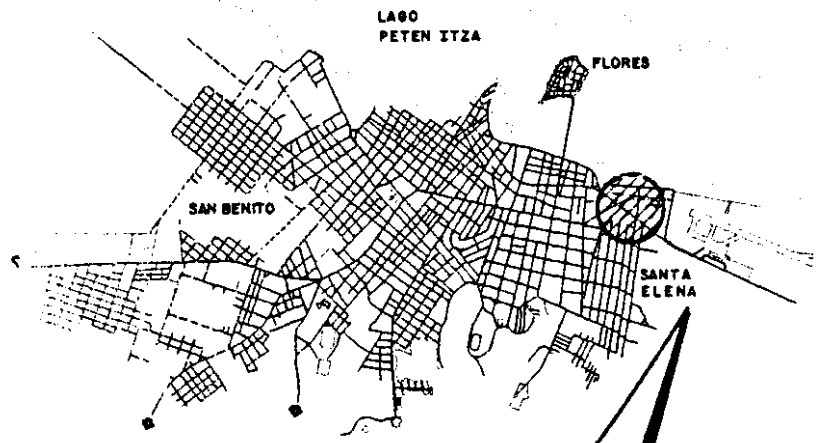 LAGO
PETEN ITZA
FLORES
SAN BENITO
SANTA
ELENA